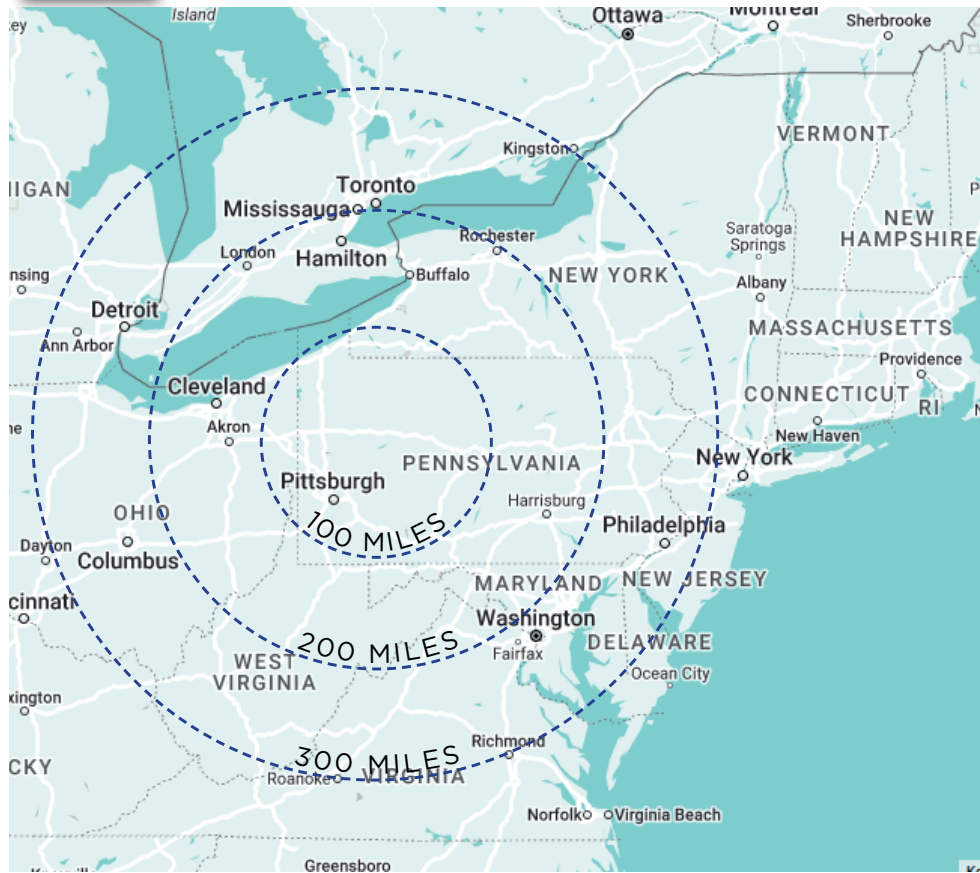 Island
ey
Ottawa
Montreal
Sherbrooke
Kingston
VERMONT
IGAN
Toronto
Mississauga
NEW
HAMPSHIRE
P
Saratoga
Springs
Rochester
London
Hamilton
Buffalo
NEW YORK
nsing
Albany
Detroit
Ann Arbor
MASSACHUSETTS
Providence
Cleveland
CONNECTICUT
RI
N
ne
Akron
New Haven
New York
PENNSYLVANIA
Pittsburgh
Harrisburg
OHIO
100 MILES
Philadelphia
Dayton
Columbus
MARYLAND
NEW JERSEY
cinnati
Washington
DELAWARE
Fairfax
200 MILES
WEST
VIRGINIA
Ocean City
xington
Richmond
300 MILES
CKY
Roanoke
VIRGINIA
Norfolk
Virginia Beach
Greensboro